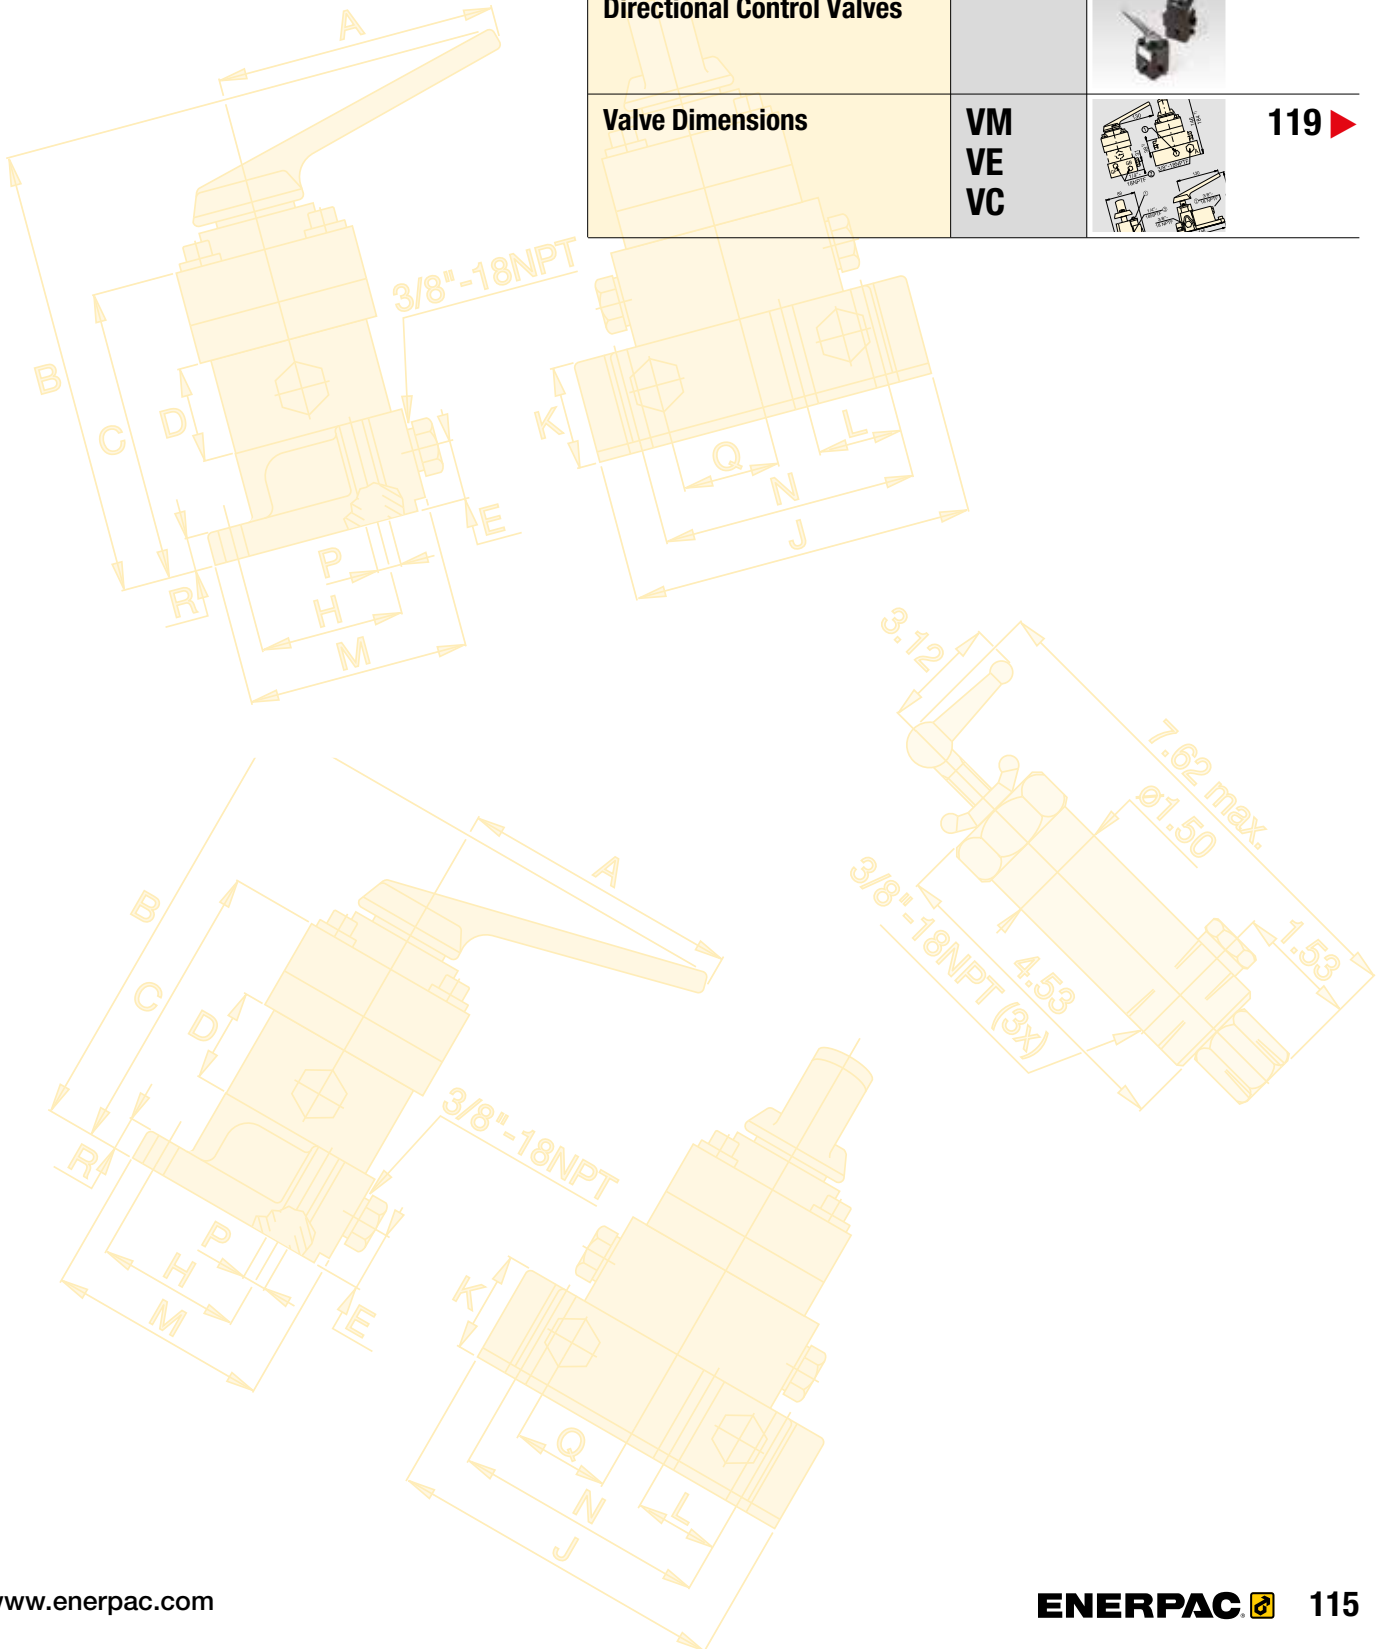 Directional Control Valves
Valve Dimensions
VM
VE
VC
119
A
B
C
D
3/8"-18NPT
E
P
H
M
R
K
L
Q
N
J
3.12
7.62 max.
ø1.50
3/8"-18NPT (3x)
4.53
1.53
A
B
C
D
3/8"-18NPT
R
P
H
M
E
K
Q
N
L
J
www.enerpac.com
ENERPAC
115